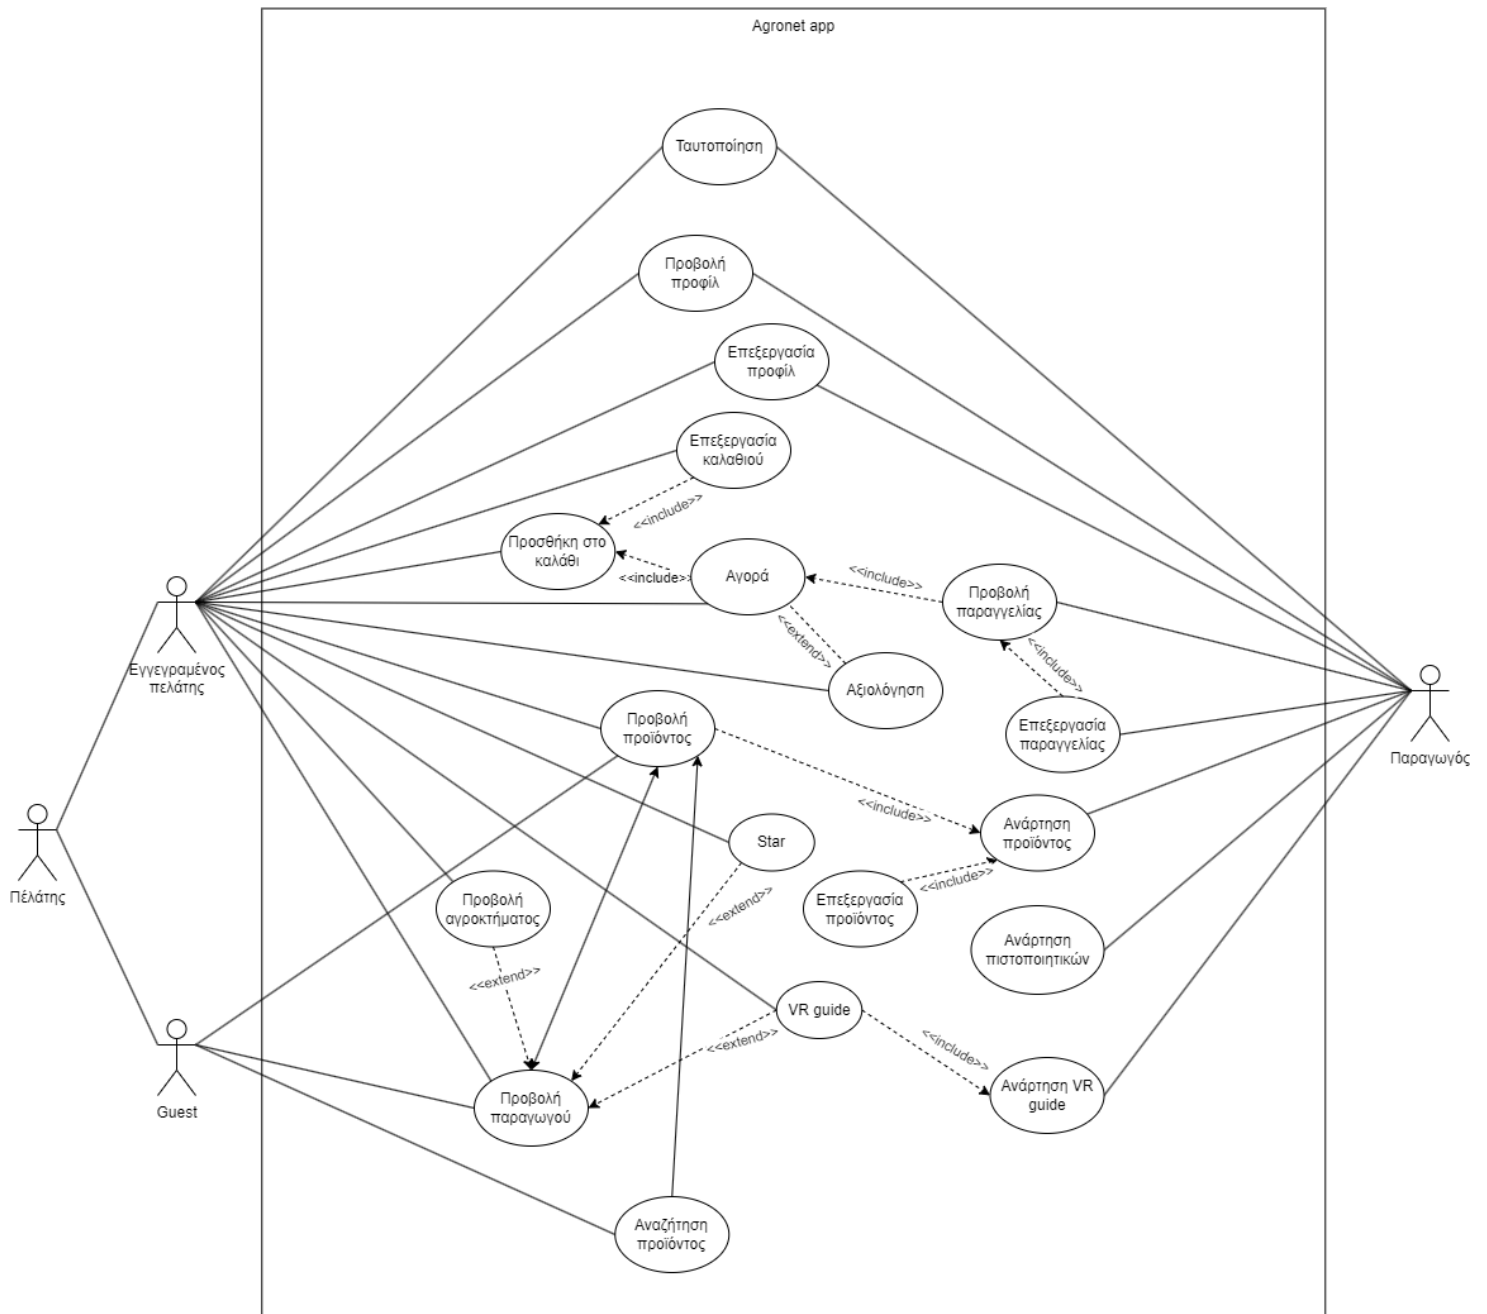 Agronet app
Ταυτοποίηση
Προβολή
προφίλ
Επεξεργασία
προφίλ
Επεξεργασία
καλαθιού
<<include>>
Προσθήκη στο
καλάθι
<<include>>
Αγορά
<<include>>
Προβολή
παραγγελίας
<<extend>>
<<include>>
Εγγεγραμένος
πελάτης
Αξιολόγηση
Προβολή
προϊόντος
Επεξεργασία
παραγγελίας
Παραγωγός
<<include>>
Ανάρτηση
προϊόντος
Star
Πέλάτης
<<include>>
Προβολή
αγροκτήματος
<<extend>>
Επεξεργασία
προϊόντος
Ανάρτηση
πιστοποιητικών
<<extend>>
VR guide
<<extend>>
<<include>>
Guest
Προβολή
παραγωγού
Ανάρτηση VR
guide
Αναζήτηση
προϊόντος